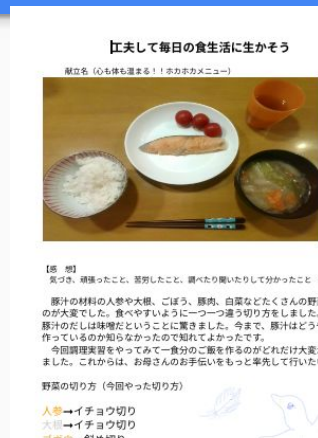 工夫して毎日の食生活に生かそう
献立名（心も体も温まる！！ホカホカメニュー）
【感　想】
気づき、頑張ったこと、苦労したこと、調べたり聞いたりして分かったこと
豚汁の材料の人参や大根、ごぼう、豚肉、白菜などたくさんの野
のが大変でした。食べやすいように一つ一つ違う切り方をしました
豚汁のだしは味噌だということに驚きました。今まで、豚汁はどう
作っているのか知らなかったので知れてよかったです。
今回調理実習をやってみて一食分のご飯を作るのがどれだけ大変
ました。これからは、お母さんのお手伝いをもっと率先して行いた
野菜の切り方（今回やった切り方）
人参➞イチョウ切り
大根➞イチョウ切り